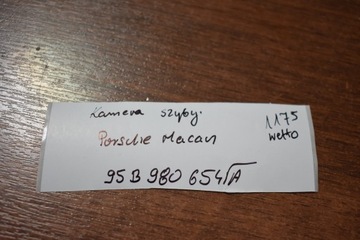 Kamera szyby.
Porsche Macan
95B 980 654 A
1175
netto